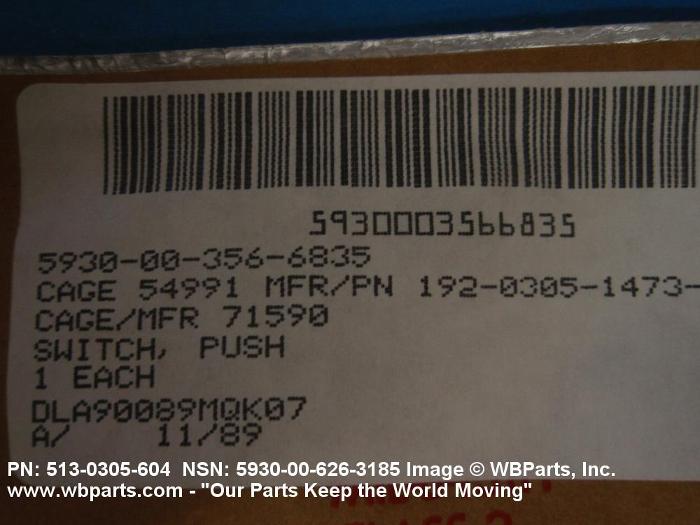 5930003566835
5930-00-356-6835
CAGE 54991 MFR/PN 192-0305-1473-
CAGE/MFR 71590
SWITCH, PUSH
1 EACH
DLA90089MQK07
A/ 11/89
PN: 513-0305-604 NSN: 5930-00-626-3185 Image © WBParts, Inc.
www.wbparts.com - "Our Parts Keep the World Moving"